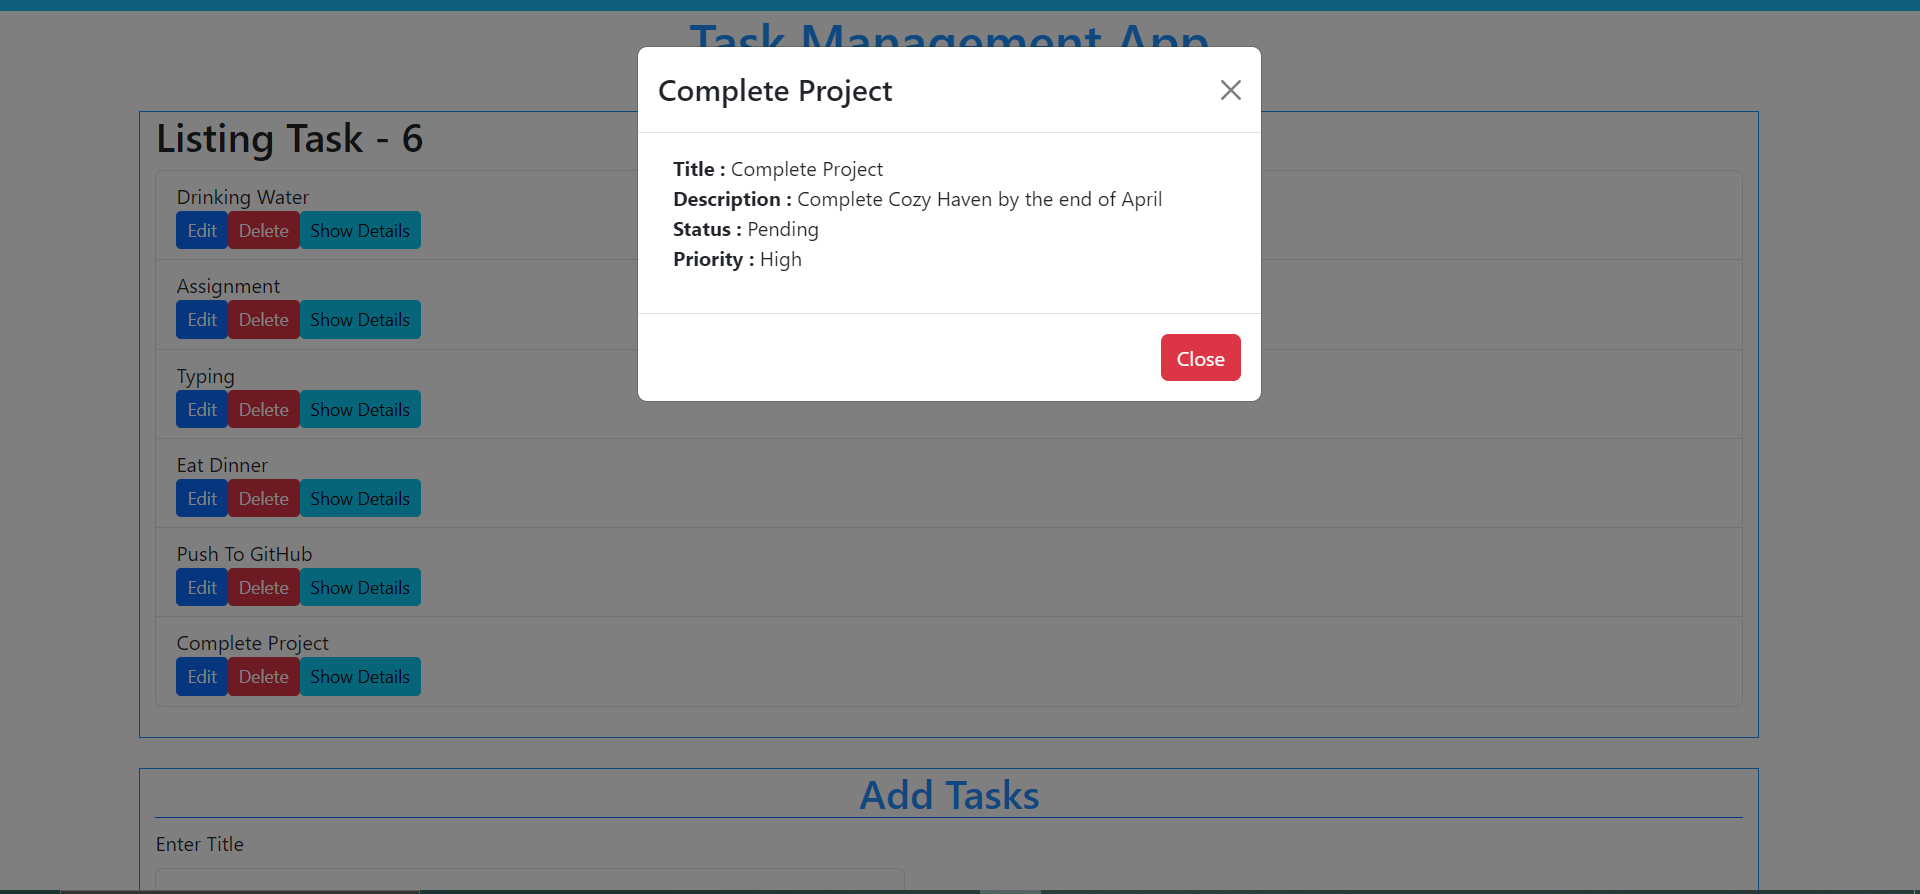 Task Management App
Complete Project
Title : Complete Project
Description : Complete Cozy Haven by the end of April
Status : Pending
Priority : High
Close
Listing Task - 6
Drinking Water
Edit Delete Show Details
Assignment
Edit Delete Show Details
Typing
Edit Delete Show Details
Eat Dinner
Edit Delete Show Details
Push To GitHub
Edit Delete Show Details
Complete Project
Edit Delete Show Details
Add Tasks
Enter Title